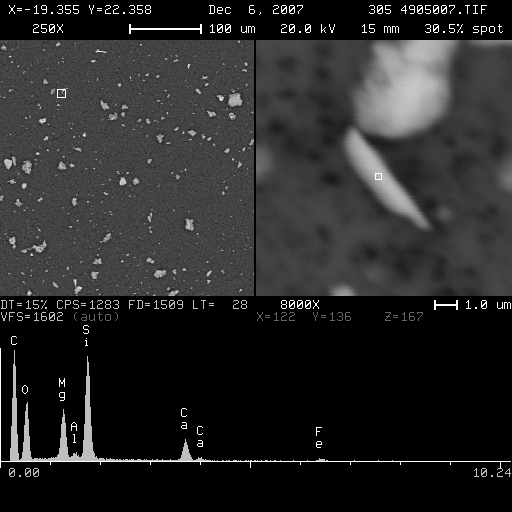 X=-19.355 Y=22.358 Dec 6, 2007 305 4905007.TIF
250X 100 um 20.0 kV 15 mm 30.5% spot
DT=15% CPS=1283 FD=1509 LT= 28 8000X 1.0 um
VFS=1602 (auto) X=122 Y=136 Z=167
Si
C
O
Mg
Al
Ca
Ca
Fe
0.00 10.24